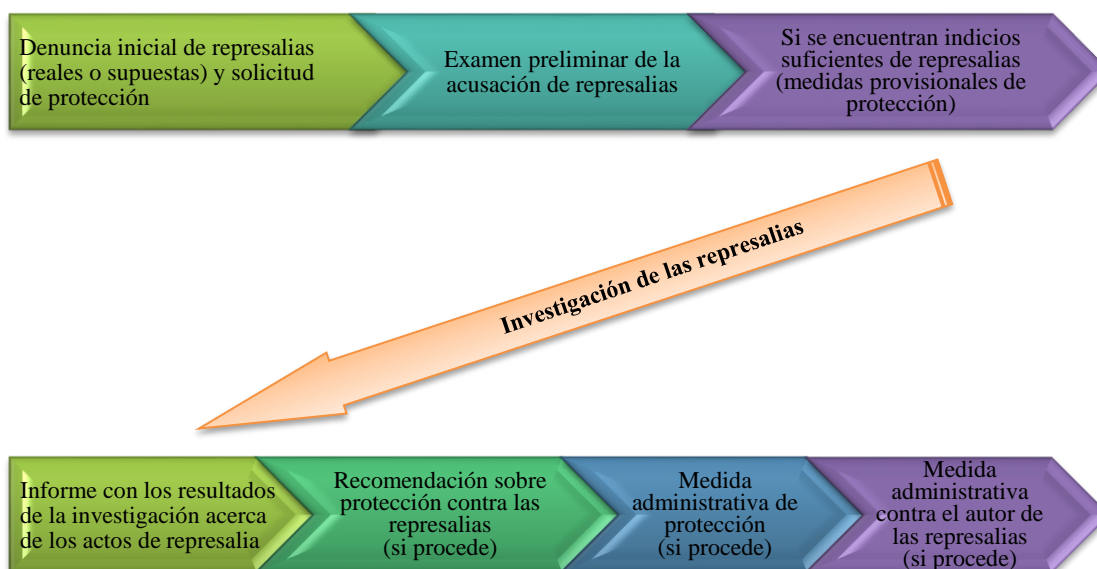 Denuncia inicial de represalias
(reales o supuestas) y solicitud
de protección
Examen preliminar de la
acusación de represalias
Si se encuentran indicios
suficientes de represalias
(medidas provisionales de
protección)
Investigación de las represalias
Informe con los resultados
de la investigación acerca
de los actos de represalia
Recomendación sobre
protección contra las
represalias
(si procede)
Medida
administrativa de
protección
(si procede)
Medida
administrativa
contra el autor de
las represalias
(si procede)